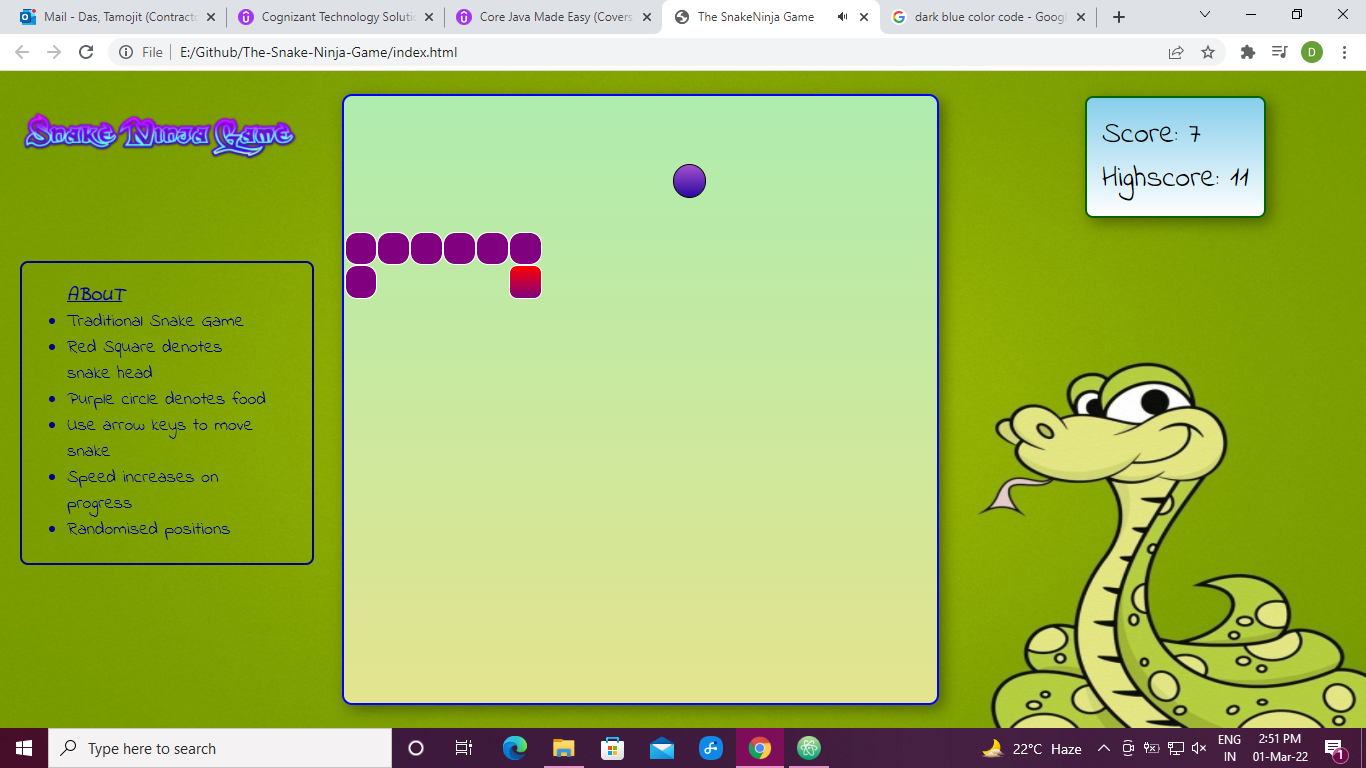 Mail - Das, Tamojit (Contracto
Cognizant Technology Soluti
Core Java Made Easy (Covers
The SnakeNinja Game
dark blue color code - Googl
File
E:/Github/The-Snake-Ninja-Game/index.html
D
Snake Ninja Game
Score: 7
Highscore: 11
ABOUT
Traditional Snake Game
Red Square denotes
snake head
Purple circle denotes food
Use arrow keys to move
snake
Speed increases on
progress
Randomised positions
Type here to search
22°C Haze
ENG
IN
2:51 PM
01-Mar-22
1